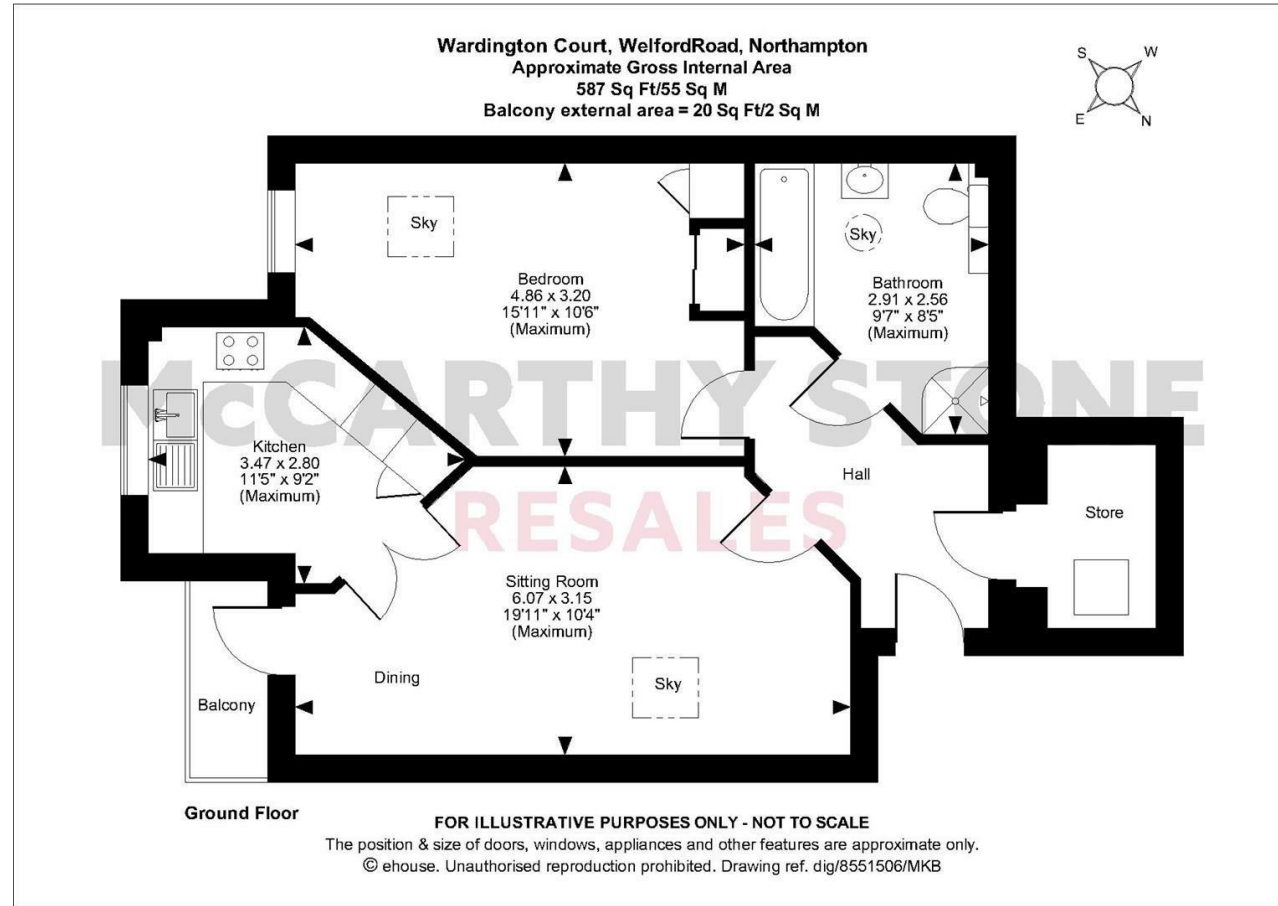 Wardington Court, WelfordRoad, Northampton
Approximate Gross Internal Area
587 Sq Ft/55 Sq M
Balcony external area = 20 Sq Ft/2 Sq M
S
W
E
N
Sky
Bedroom
4.86 x 3.20
15'11" x 10'6"
(Maximum)
Sky
Bathroom
2.91 x 2.56
9'7" x 8'5"
(Maximum)
McCARTHY STONE
RESALES
Kitchen
3.47 x 2.80
11'5" x 9'2"
(Maximum)
Hall
Store
Sitting Room
6.07 x 3.15
19'11" x 10'4"
(Maximum)
Dining
Sky
Balcony
Ground Floor
FOR ILLUSTRATIVE PURPOSES ONLY - NOT TO SCALE
The position & size of doors, windows, appliances and other features are approximate only.
© ehouse. Unauthorised reproduction prohibited. Drawing ref. dig/8551506/MKB